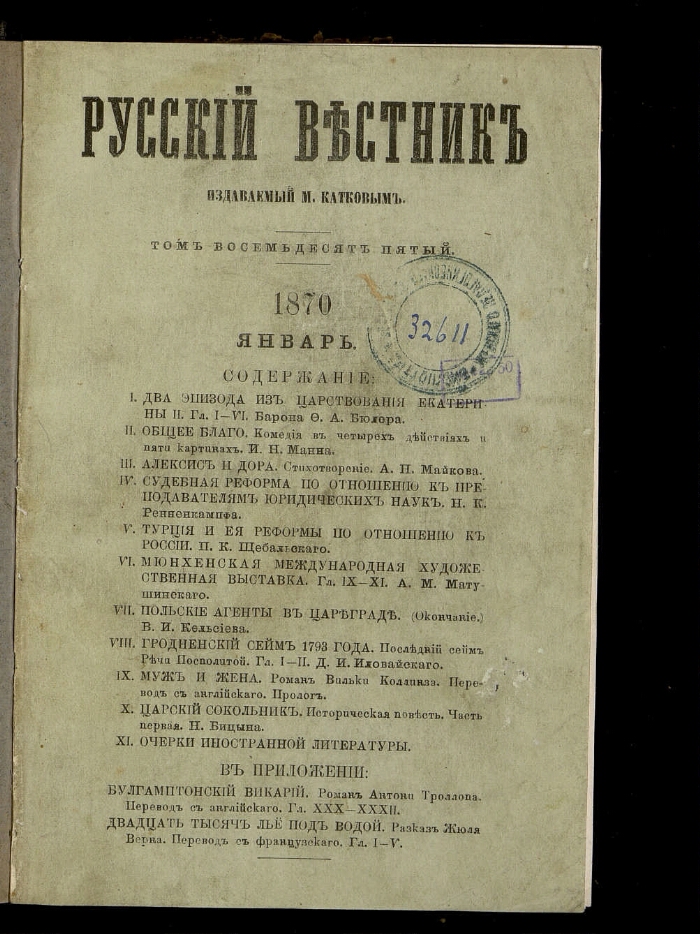 РУССКІЙ ВѢСТНИКЪ
ИЗДАВАЕМЫЙ М. КАТКОВЫМЪ.
ТОМЪ ВОСЕМЬДЕСЯТЪ ПЯТЫЙ.
1870
ЯНВАРЬ.
32611
50
СОДЕРЖАНІЕ:
I. ДВА ЭПИЗОДА ИЗЪ ЦАРСТВОВАНІЯ ЕКАТЕРИ-
НЫ II. Гл. I—VI. Барона Ѳ. А. Бюлора.
II. ОБЩЕЕ БЛАГО. Комедія въ четырехъ дѣйствіяхъ и
пяти картинахъ. И. Н. Манна.
III. АЛЕКСИСЪ И ДОРА. Стихотвореніе. А. Н. Майкова.
IV. СУДЕБНАЯ РЕФОРМА ПО ОТНОШЕНІЮ КЪ ПРЕ-
ПОДАВАТЕЛЯМЪ ЮРИДИЧЕСКИХЪ НАУКЪ. Н. К.
Ренненкампфа.
V. ТУРЦІЯ И ЕЯ РЕФОРМЫ ПО ОТНОШЕНІЮ КЪ
РОССІИ. П. К. Щебальскаго.
VI. МЮНХЕНСКАЯ МЕЖДУНАРОДНАЯ ХУДОЖЕ-
СТВЕННАЯ ВЫСТАВКА. Гл. IX—XI. А. М. Мату-
шинскаго.
VII. ПОЛЬСКІЕ АГЕНТЫ ВЪ ЦАРѢГРАДѢ. (Окончаніе.)
В. И. Кельсіева.
VIII. ГРОДНЕНСКІЙ СЕЙМЪ 1793 ГОДА. Послѣдній сеймъ
Рѣчи Посполитой. Гл. I—II. Д. И. Иловайскаго.
IX. МУЖЪ И ЖЕНА. Романъ Вильки Коллинза. Пере-
водъ съ англійскаго. Прологъ.
X. ЦАРСКІЙ СОКОЛЬНИКЪ. Историческая повѣсть. Часть
первая. Н. Бицына.
XI. ОЧЕРКИ ИНОСТРАННОЙ ЛИТЕРАТУРЫ.
ВЪ ПРИЛОЖЕНІИ:
БУЛГАМПТОНСКІЙ ВИКАРІЙ. Романъ Антони Троллопа.
Переводъ съ англійскаго. Гл. XXX—XXXII.
ДВАДЦАТЬ ТЫСЯЧЪ ЛЬЁ ПОДЪ ВОДОЙ. Разказъ Жюля
Верна. Переводъ съ французскаго. Гл. I—V.